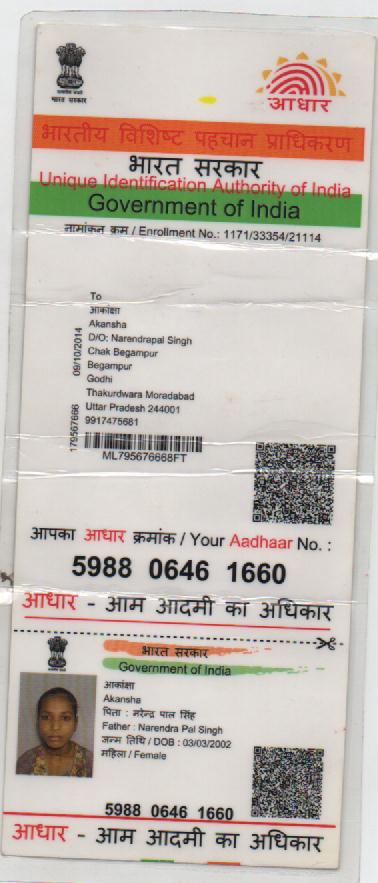 भारत सरकार
आधार
भारतीय विशिष्ट पहचान प्राधिकरण
भारत सरकार
Unique Identification Authority of India
Government of India
नामांकन क्रम / Enrollment No.: 1171/33354/21114
To
आकांक्षा
Akansha
D/O: Narendrapal Singh
Chak Begampur
Begampur
Godhi
Thakurdwara Moradabad
Uttar Pradesh 244001
9917475681
179567666 09/10/2014
ML795676668FT
आपका आधार क्रमांक / Your Aadhaar No. :
5988 0646 1660
आधार - आम आदमी का अधिकार
भारत सरकार
Government of India
आकांक्षा
Akansha
पिता : नरेन्द्र पाल सिंह
Father : Narendra Pal Singh
जन्म तिथि / DOB : 03/03/2002
महिला / Female
5988 0646 1660
आधार - आम आदमी का अधिकार